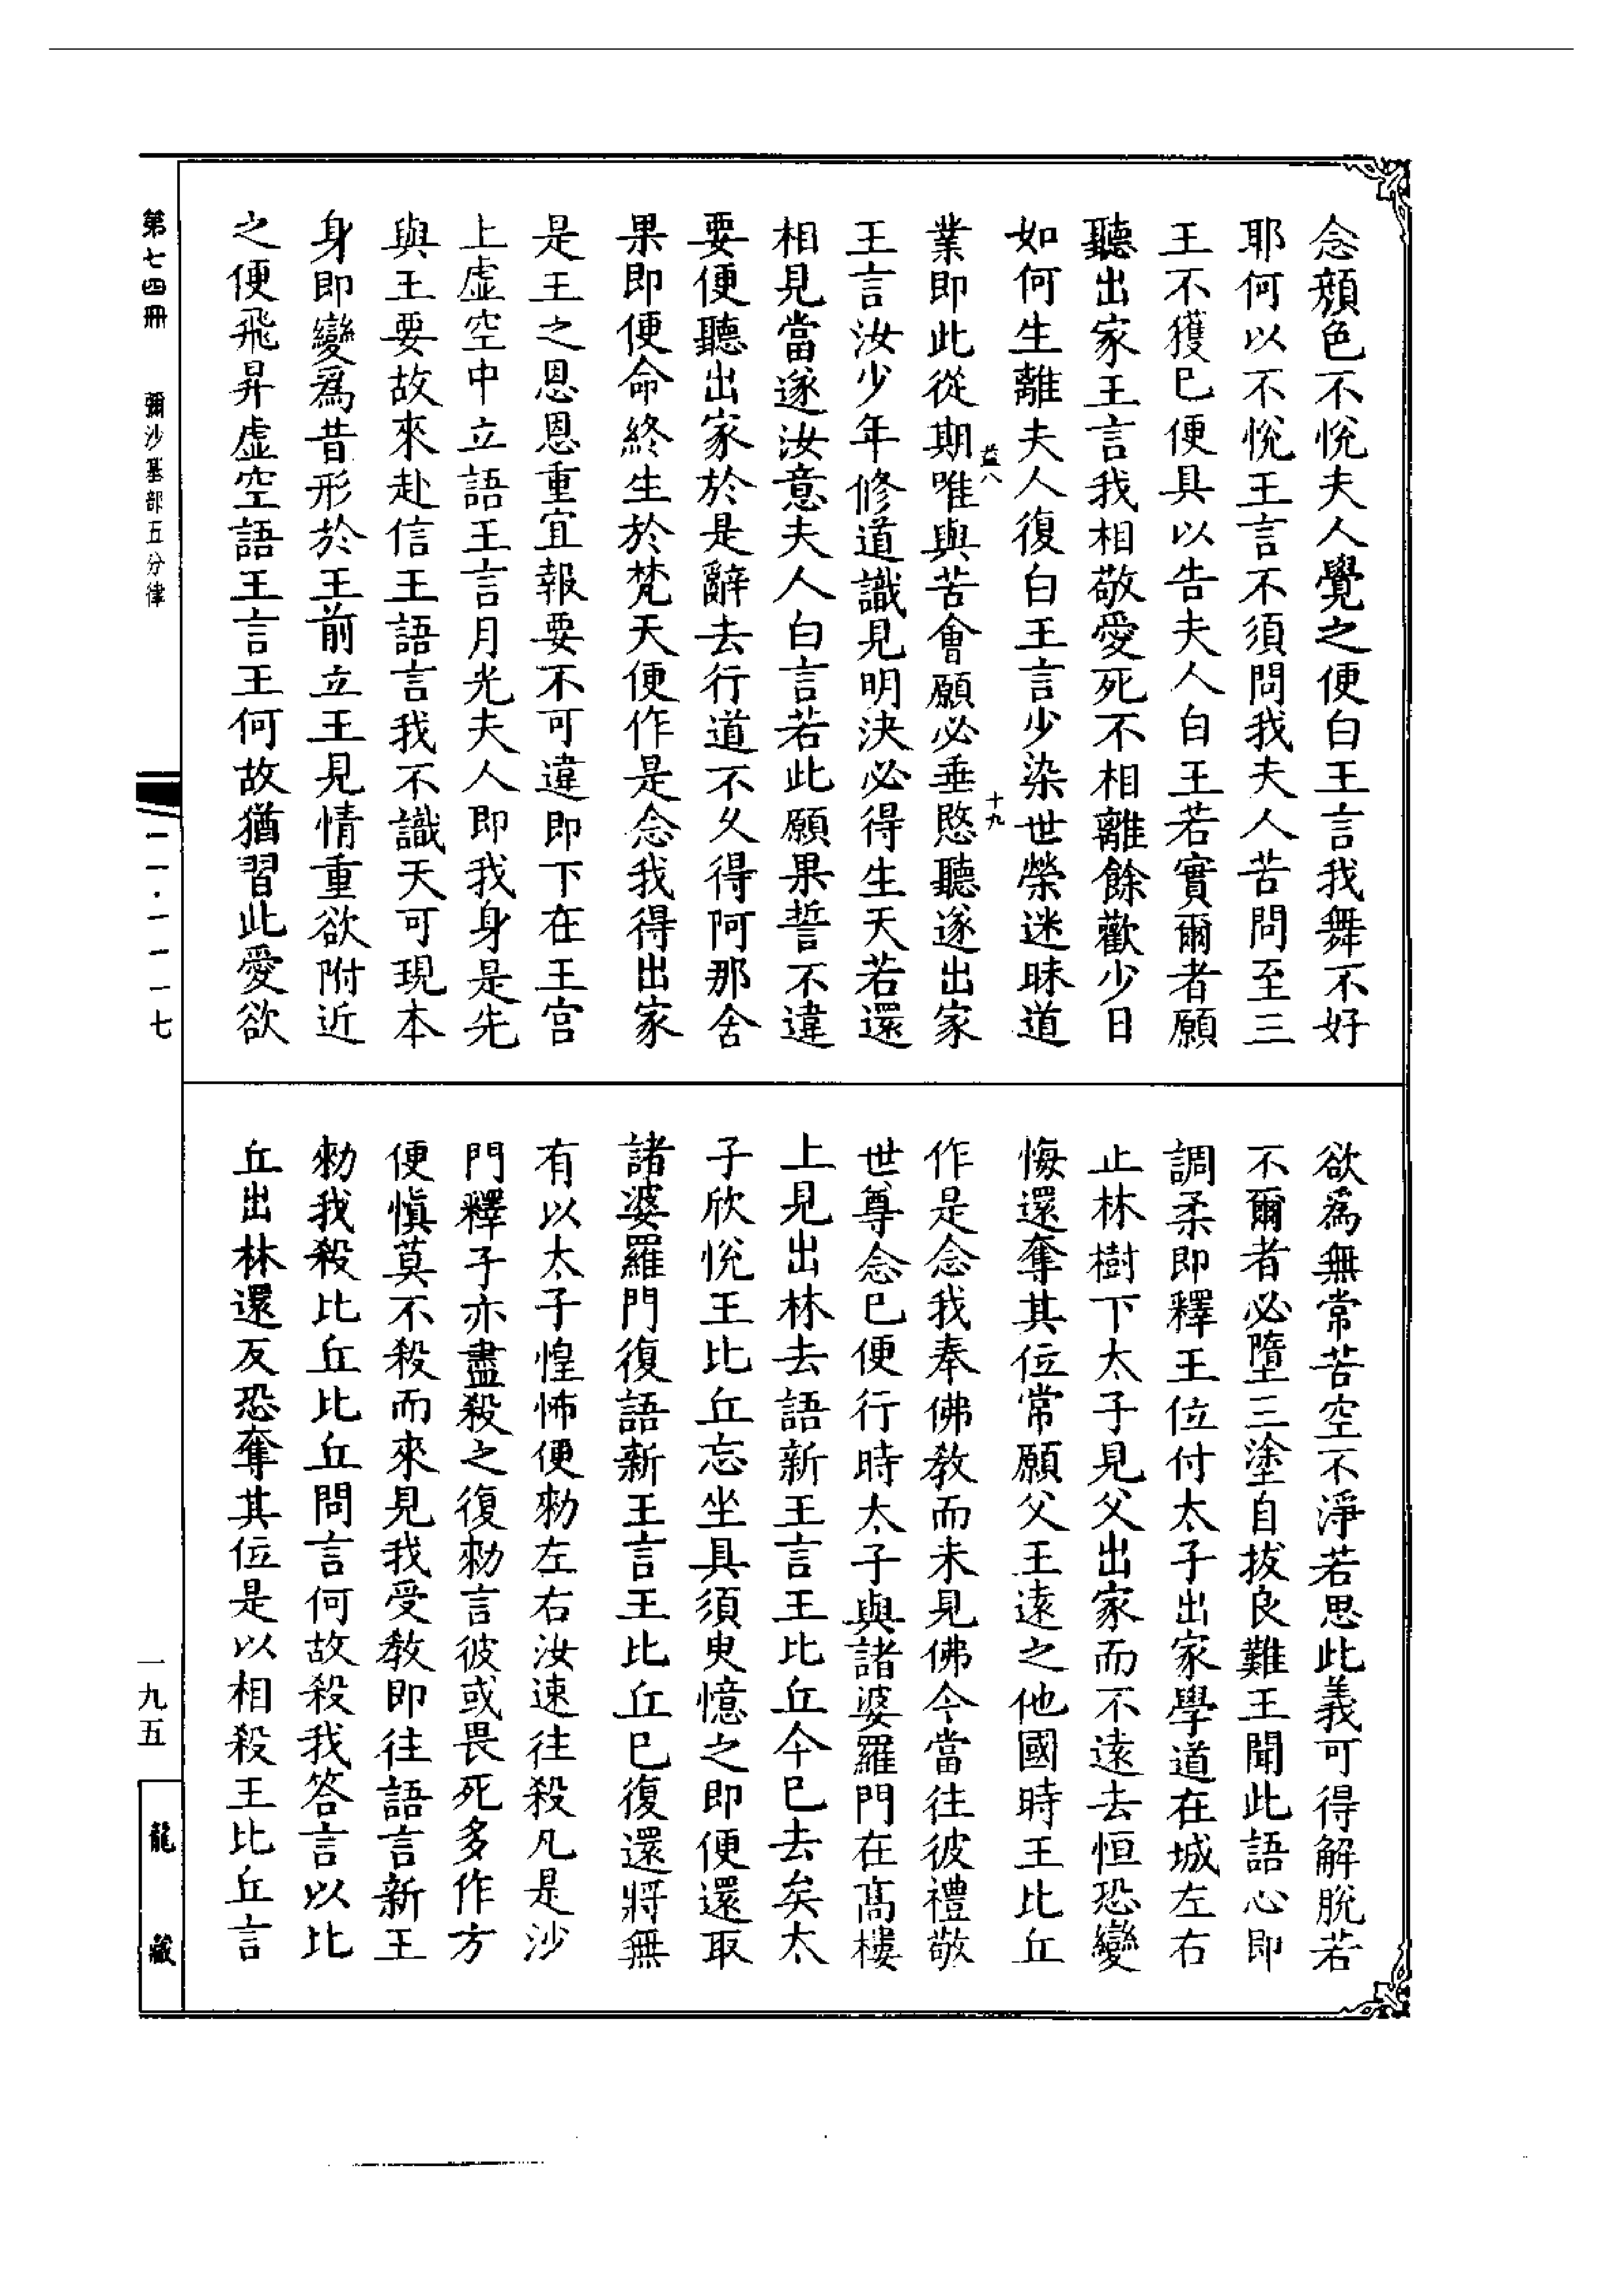 念顏色不悅夫人覺之便白王言我舞不好
耶何以不悅王言不須問我夫人苦問至三
王不獲已便具以告夫人白王若實爾者願
聽出家王言我相敬愛死不相離餘歡少日
如何生離夫人復白王言少染世榮迷昧道
業即此從期唯與苦會願必垂愍聽遂出家
益八
十九
王言汝少年修道識見明決必得生天若還
相見當遂汝意夫人白言若此願果誓不違
要便聽出家於是辭去行道不久得阿那舍
果即便命終生於梵天便作是念我得出家
是王之恩恩重宜報要不可違即下在王宮
上虛空中立語王言月光夫人即我身是先
與王要故來赴信王語言我不識天可現本
身即變爲昔形於王前立王見情重欲附近
之便飛昇虛空語王言王何故猶習此愛欲
欲爲無常苦空不淨若思此義可得解脫若
不爾者必墮三塗自拔良難王聞此語心即
調柔即釋王位付太子出家學道在城左右
止林樹下太子見父出家而不遠去恒恐變
悔還奪其位常願父王遠之他國時王比丘
作是念我奉佛教而未見佛今當往彼禮敬
世尊念已便行時太子與諸婆羅門在高樓
上見出林去語新王言王比丘今已去矣太
子欣悅王比丘忘坐具須臾憶之即便還取
諸婆羅門復語新王言王比丘已復還將無
有以太子惶怖便勑左右汝速往殺凡是沙
門釋子亦盡殺之復勑言彼或畏死多作方
便慎莫不殺而來見我受教即往語言新王
勑我殺比丘比丘問言何故殺我答言以比
丘出林還反恐奪其位是以相殺王比丘言
第七四冊 彌沙塞部五分律
一一·一一一七
一九五
龍藏